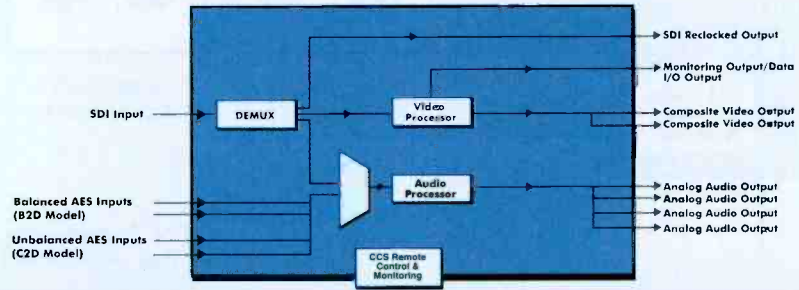 SDI Reclocked Output
Monitoring Output/Data
I/O Output
SDI Input
DEMUX
Video
Processor
Composite Video Output
Composite Video Output
Balanced AES Inputs
(B2D Model)
Audio
Processor
Analog Audio Output
Analog Audio Output
Analog Audio Output
Analog Audio Output
Unbalanced AES Inputs
(C2D Model)
CCS Remote
Control &
Monitoring